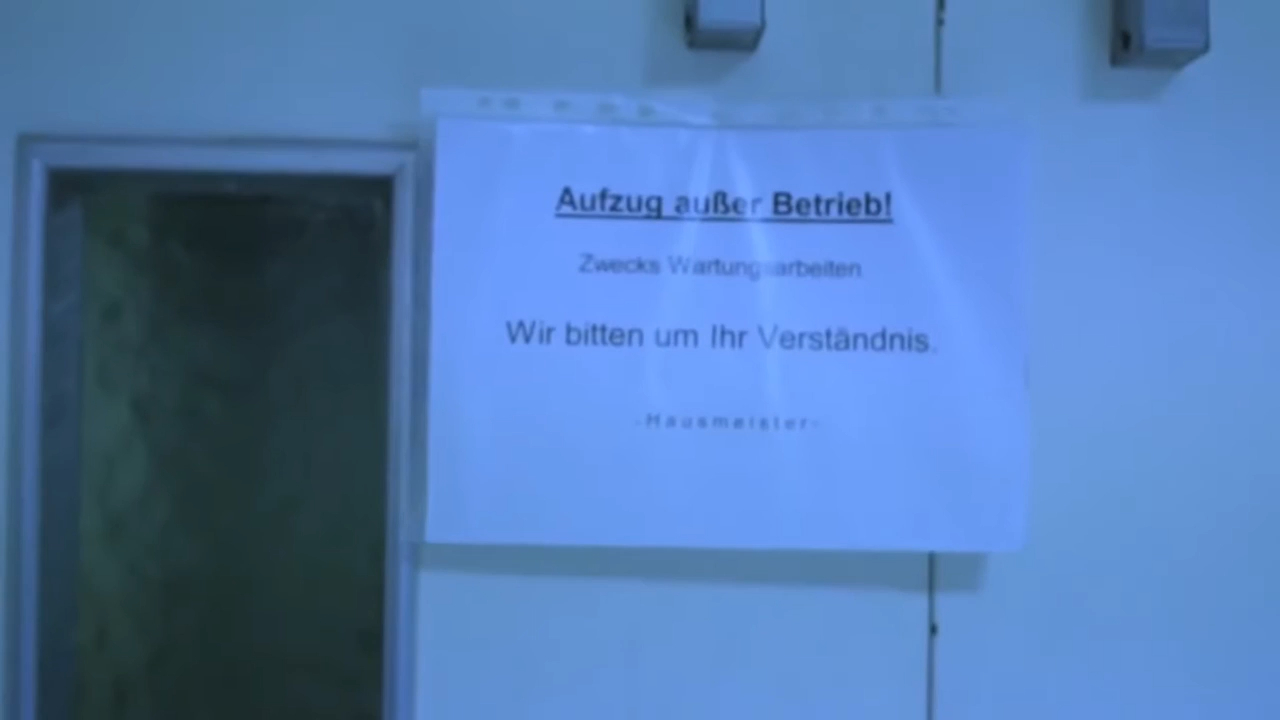 Aufzug außer Betrieb!
Zwecks Wartungsarbeiten
Wir bitten um Ihr Verständnis.
-Hausmeister-